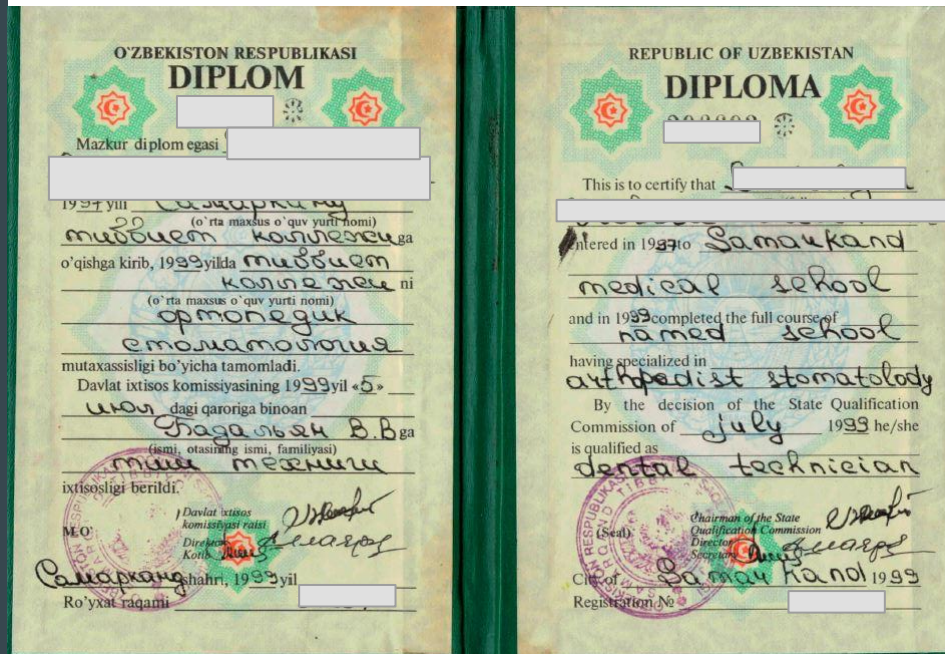 O'ZBEKISTON RESPUBLIKASI
DIPLOM
Mazkur diplom egasi
1997 yili Самарканд
(o'rta maxsus o'quv yurti nomi)
тиббиет коллежи ga
o'qishga kirib, 1999 yilda тиббиет
коллежи ni
(o'rta maxsus o'quv yurti nomi)
ортопедик
стоматология
mutaxassisligi bo'yicha tamomladi.
Davlat ixtisos komissiyasining 1999 yil «5»
июл dagi qaroriga binoan
Бадальян В.В ga
(ismi, otasining ismi, familiyasi)
тиш техниги
ixtisosligi berildi.
Davlat ixtisos
komissiyasi raisi
M.O'
Direktor
Kotib
Самарканд shahri, 1999 yil
Ro'yxat raqami
REPUBLIC OF UZBEKISTAN
DIPLOMA
This is to certify that
entered in 1997 to Samarkand
medical school
and in 1999 completed the full course of
named school
having specialized in
arthopedist stomatolody
By the decision of the State Qualification
Commission of july 1999 he/she
is qualified as
dental technician
Chairman of the State
Qualification Commission
(Seal)
Director
Secretary
City of Samarkand 1999
Registration №